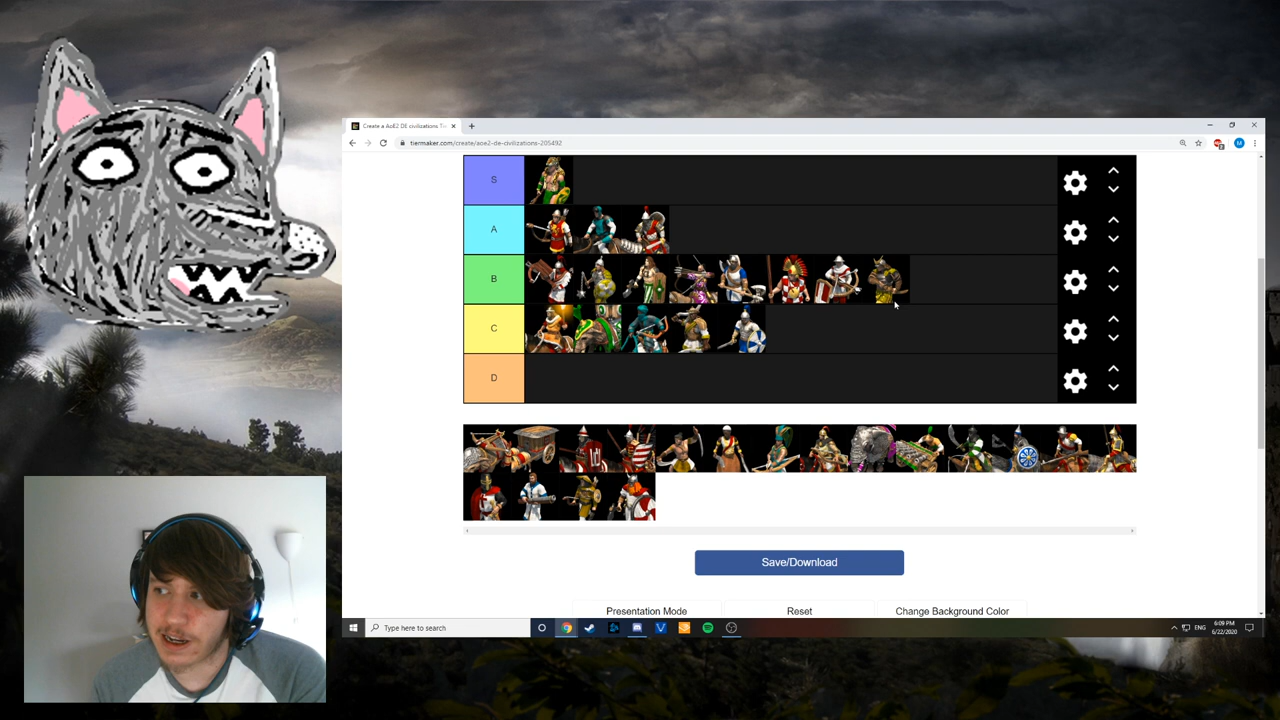 Create a AoE2 DE civilizations Ti
tiermaker.com/create/aoe2-de-civilizations-205492
S
A
B
C
D
Save/Download
Presentation Mode
Reset
Change Background Color
Type here to search
ENG
6:09 PM
6/22/2020